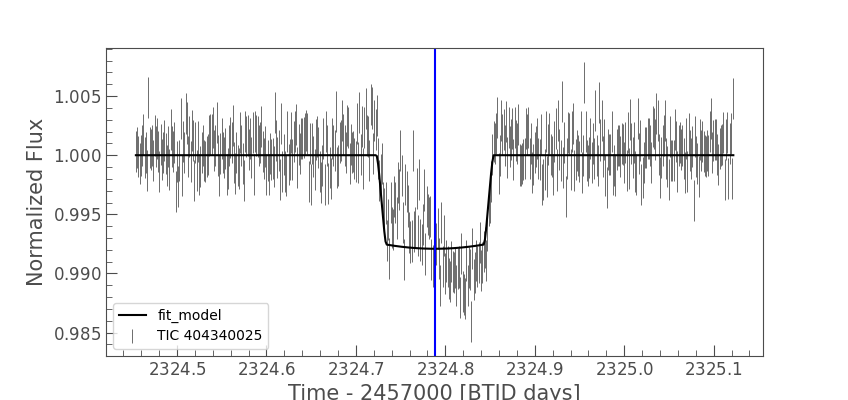 Normalized Flux
1.005
1.000
0.995
0.990
0.985
fit_model
TIC 404340025
2324.5 2324.6 2324.7 2324.8 2324.9 2325.0 2325.1
Time - 2457000 [BTJD days]